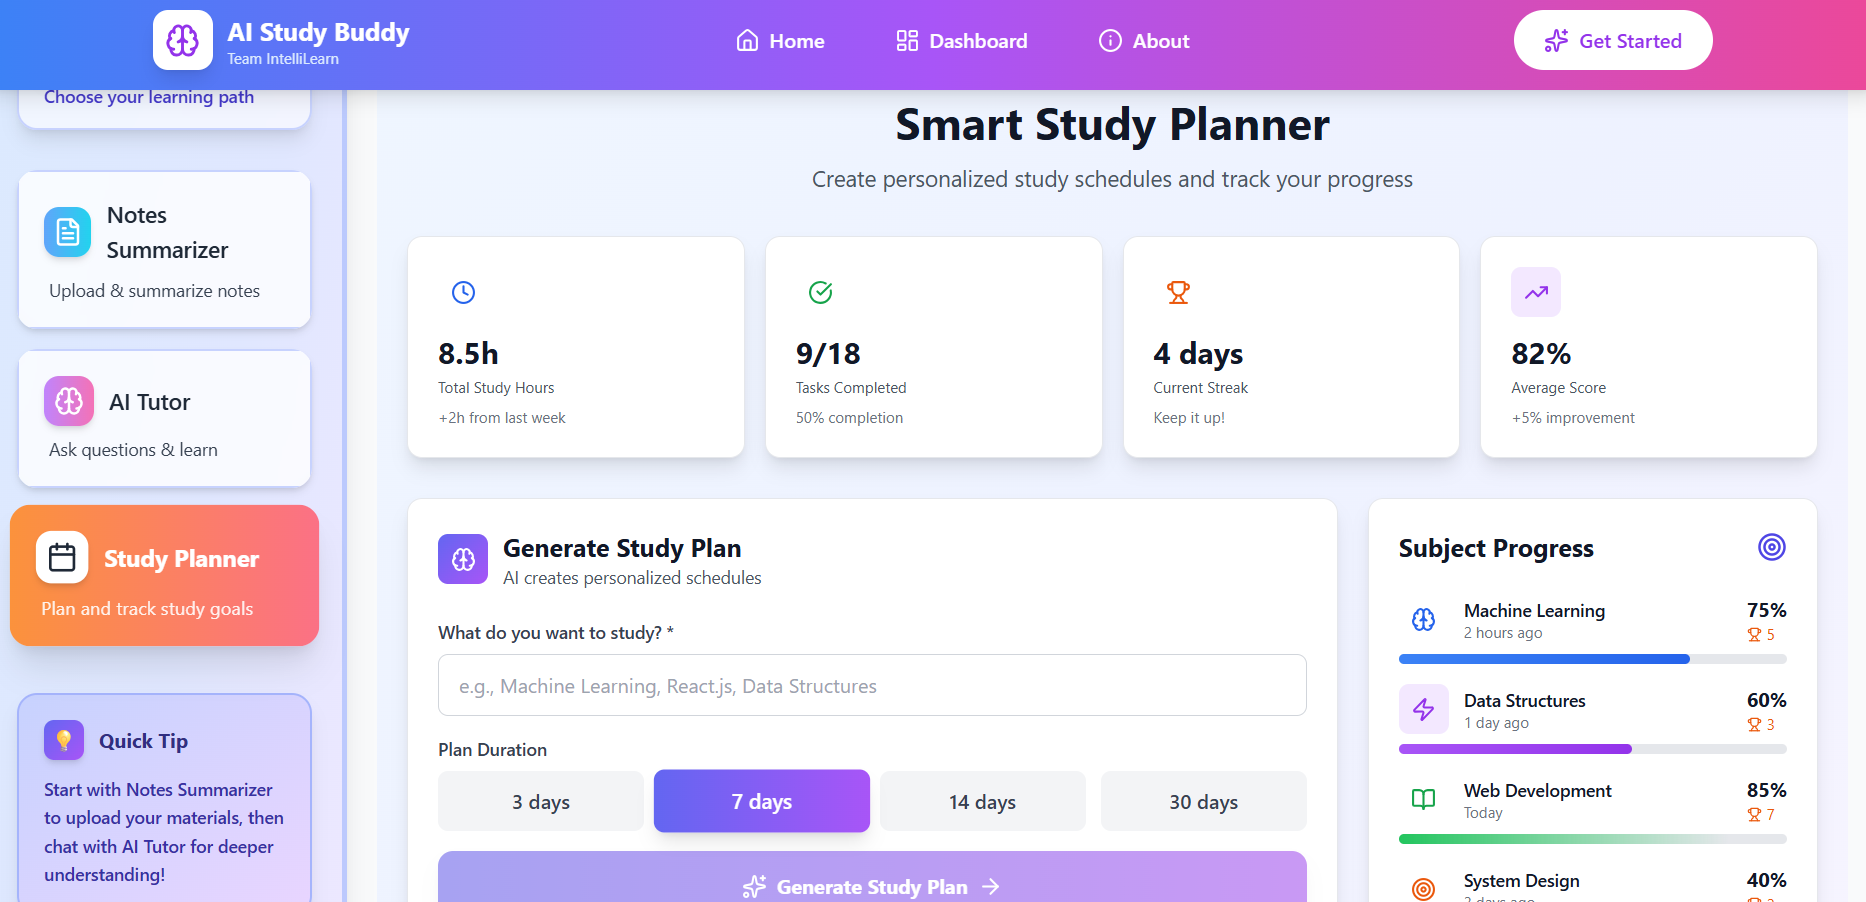 AI Study Buddy
Team IntelliLearn
Home
Dashboard
About
Get Started
Choose your learning path
Notes
Summarizer
Upload & summarize notes
AI Tutor
Ask questions & learn
Study Planner
Plan and track study goals
Quick Tip
Start with Notes Summarizer
to upload your materials, then
chat with AI Tutor for deeper
understanding!
Smart Study Planner
Create personalized study schedules and track your progress
8.5h
Total Study Hours
+2h from last week
9/18
Tasks Completed
50% completion
4 days
Current Streak
Keep it up!
82%
Average Score
+5% improvement
Generate Study Plan
AI creates personalized schedules
What do you want to study? *
e.g., Machine Learning, React.js, Data Structures
Plan Duration
3 days
7 days
14 days
30 days
Generate Study Plan
Subject Progress
Machine Learning
75%
2 hours ago
5
Data Structures
60%
1 day ago
3
Web Development
85%
Today
7
System Design
40%